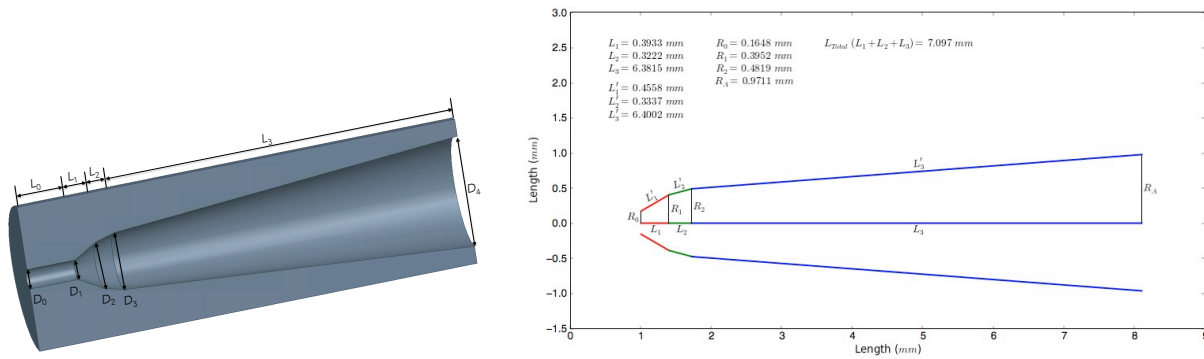 L₀
L₁
L₂
L₃
D₄
D₀
D₁
D₂
D₃
3.0
2.5
2.0
1.5
1.0
0.5
0.0
−0.5
−1.0
−1.5
Length (mm)
L₁ = 0.3933 mm
L₂ = 0.3222 mm
L₃ = 6.3815 mm
L′₁ = 0.4558 mm
L′₂ = 0.3337 mm
L′₃ = 6.4002 mm
R₀ = 0.1648 mm
R₁ = 0.3952 mm
R₂ = 0.4819 mm
R_A = 0.9711 mm
L_Total (L₁ + L₂ + L₃) = 7.097 mm
L′₁
L′₂
L′₃
R₀
R₁
R₂
R_A
L₁
L₂
L₃
0 1 2 3 4 5 6 7 8 9
Length (mm)